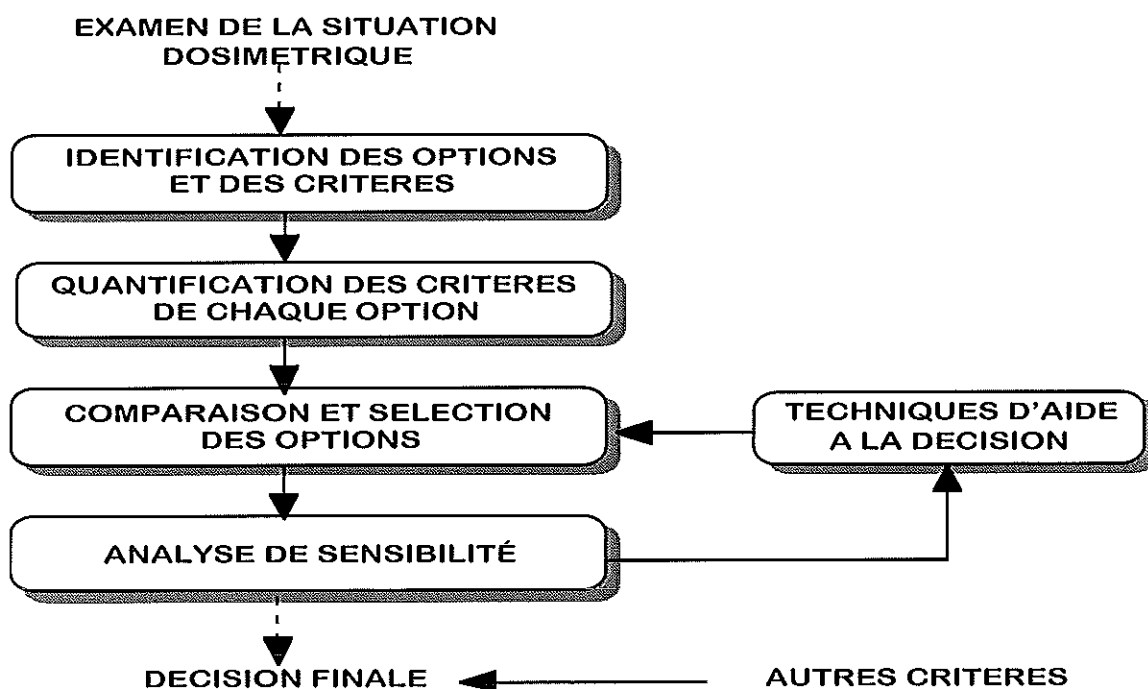 EXAMEN DE LA SITUATION
DOSIMETRIQUE
IDENTIFICATION DES OPTIONS
ET DES CRITERES
QUANTIFICATION DES CRITERES
DE CHAQUE OPTION
COMPARAISON ET SELECTION
DES OPTIONS
TECHNIQUES D'AIDE
A LA DECISION
ANALYSE DE SENSIBILITÉ
DECISION FINALE
AUTRES CRITERES